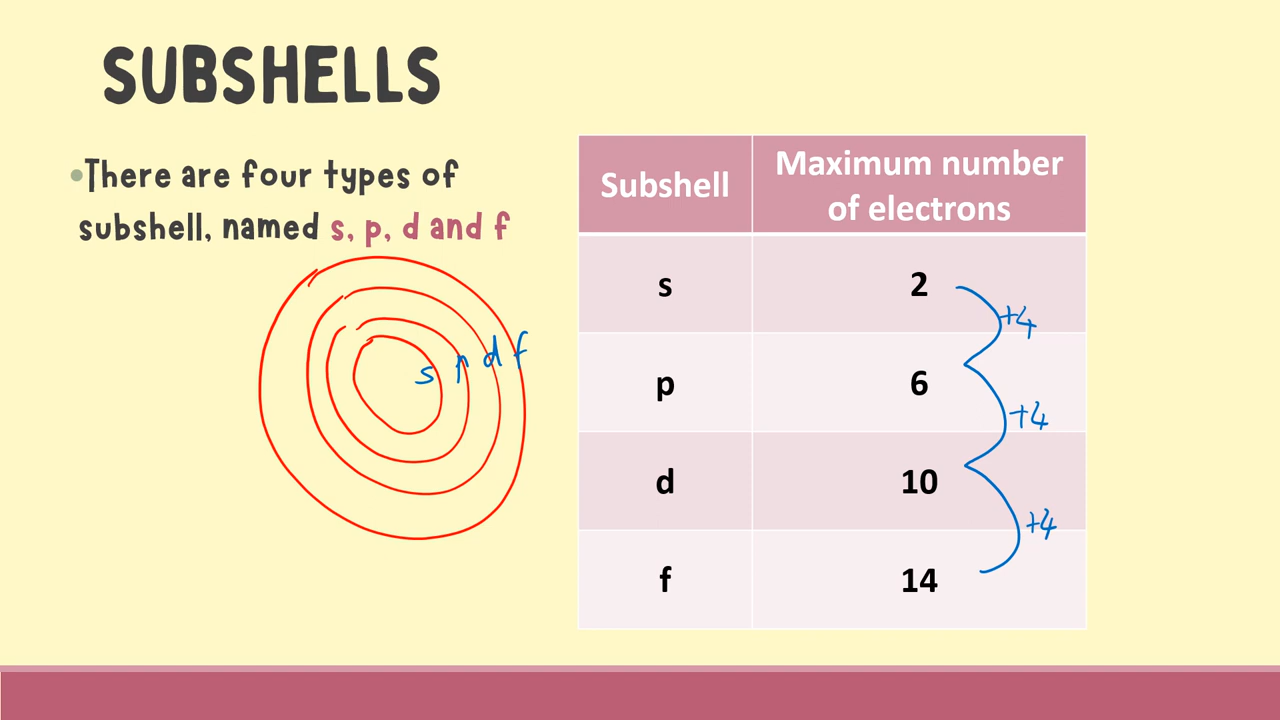 SUBSHELLS
•There are four types of
subshell, named s, p, d and f
s p d f
Subshell
Maximum number
of electrons
s 2
+4
p 6
+4
d 10
+4
f 14